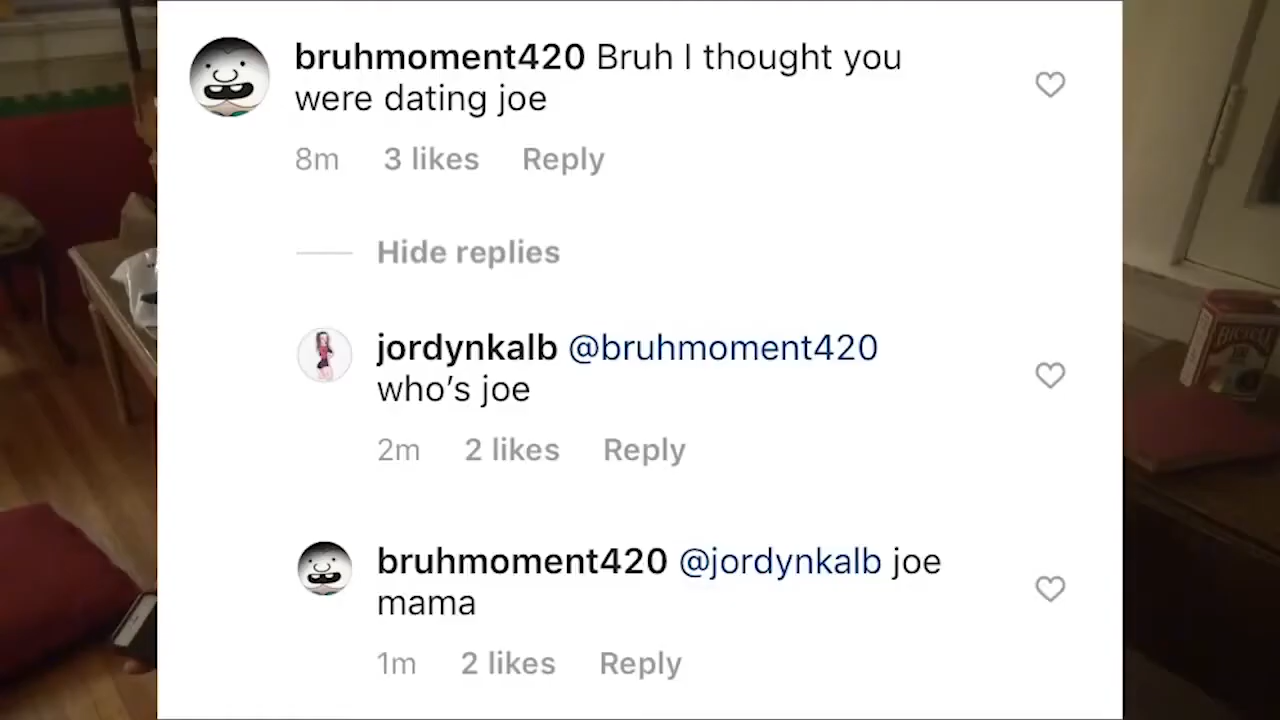 bruhmoment420 Bruh I thought you
were dating joe
8m 3 likes Reply
Hide replies
jordynkalb @bruhmoment420
who’s joe
2m 2 likes Reply
bruhmoment420 @jordynkalb joe
mama
1m 2 likes Reply
BICYCLE